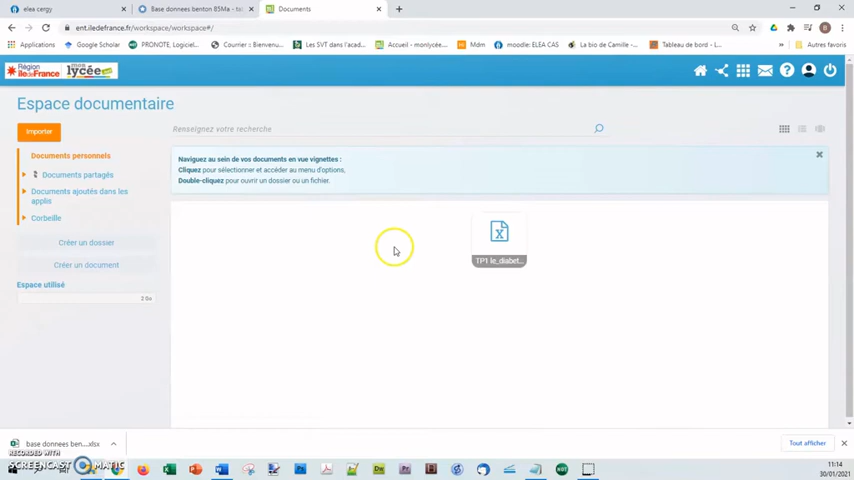 elea cergy
Base donnees benton 85Ma - tal
Documents
ent.iledefrance.fr/workspace/workspace#/
Applications
Google Scholar
PRONOTE, Logiciel...
Courrier :: Bienvenu...
Les SVT dans l'acad...
Accueil - monlycée....
Mdm
moodle: ELEA CAS
La bio de Camille -...
Tableau de bord -...
Autres favoris
Région
îledeFrance
mon
lycée
Espace documentaire
Importer
Renseignez votre recherche
Documents personnels
Documents partagés
Documents ajoutés dans les
applis
Corbeille
Créer un dossier
Créer un document
Espace utilisé
2 Go
Naviguez au sein de vos documents en vue vignettes :
Cliquez pour sélectionner et accéder au menu d'options,
Double-cliquez pour ouvrir un dossier ou un fichier.
TP1 le_diabet...
base donnees ben....xlsx
Tout afficher
RECORDED WITH
SCREENCAST MATIC
11:14
30/01/2021